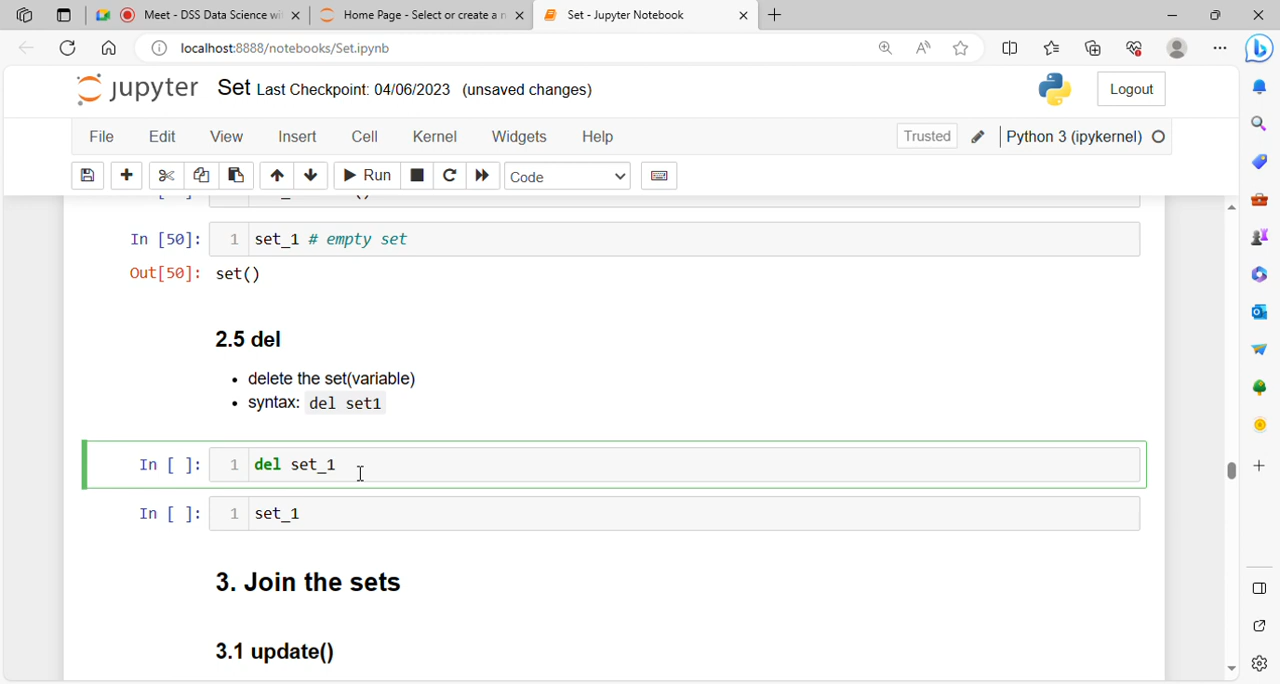 Meet - DSS Data Science wi
Home Page - Select or create a n
Set - Jupyter Notebook
localhost:8888/notebooks/Set.ipynb
jupyter Set Last Checkpoint: 04/06/2023 (unsaved changes)
Logout
File Edit View Insert Cell Kernel Widgets Help
Trusted
Python 3 (ipykernel)
Run
Code
In [50]: 1 set_1 # empty set
Out[50]: set()
2.5 del
• delete the set(variable)
• syntax: del set1
In [ ]: 1 del set_1
In [ ]: 1 set_1
3. Join the sets
3.1 update()